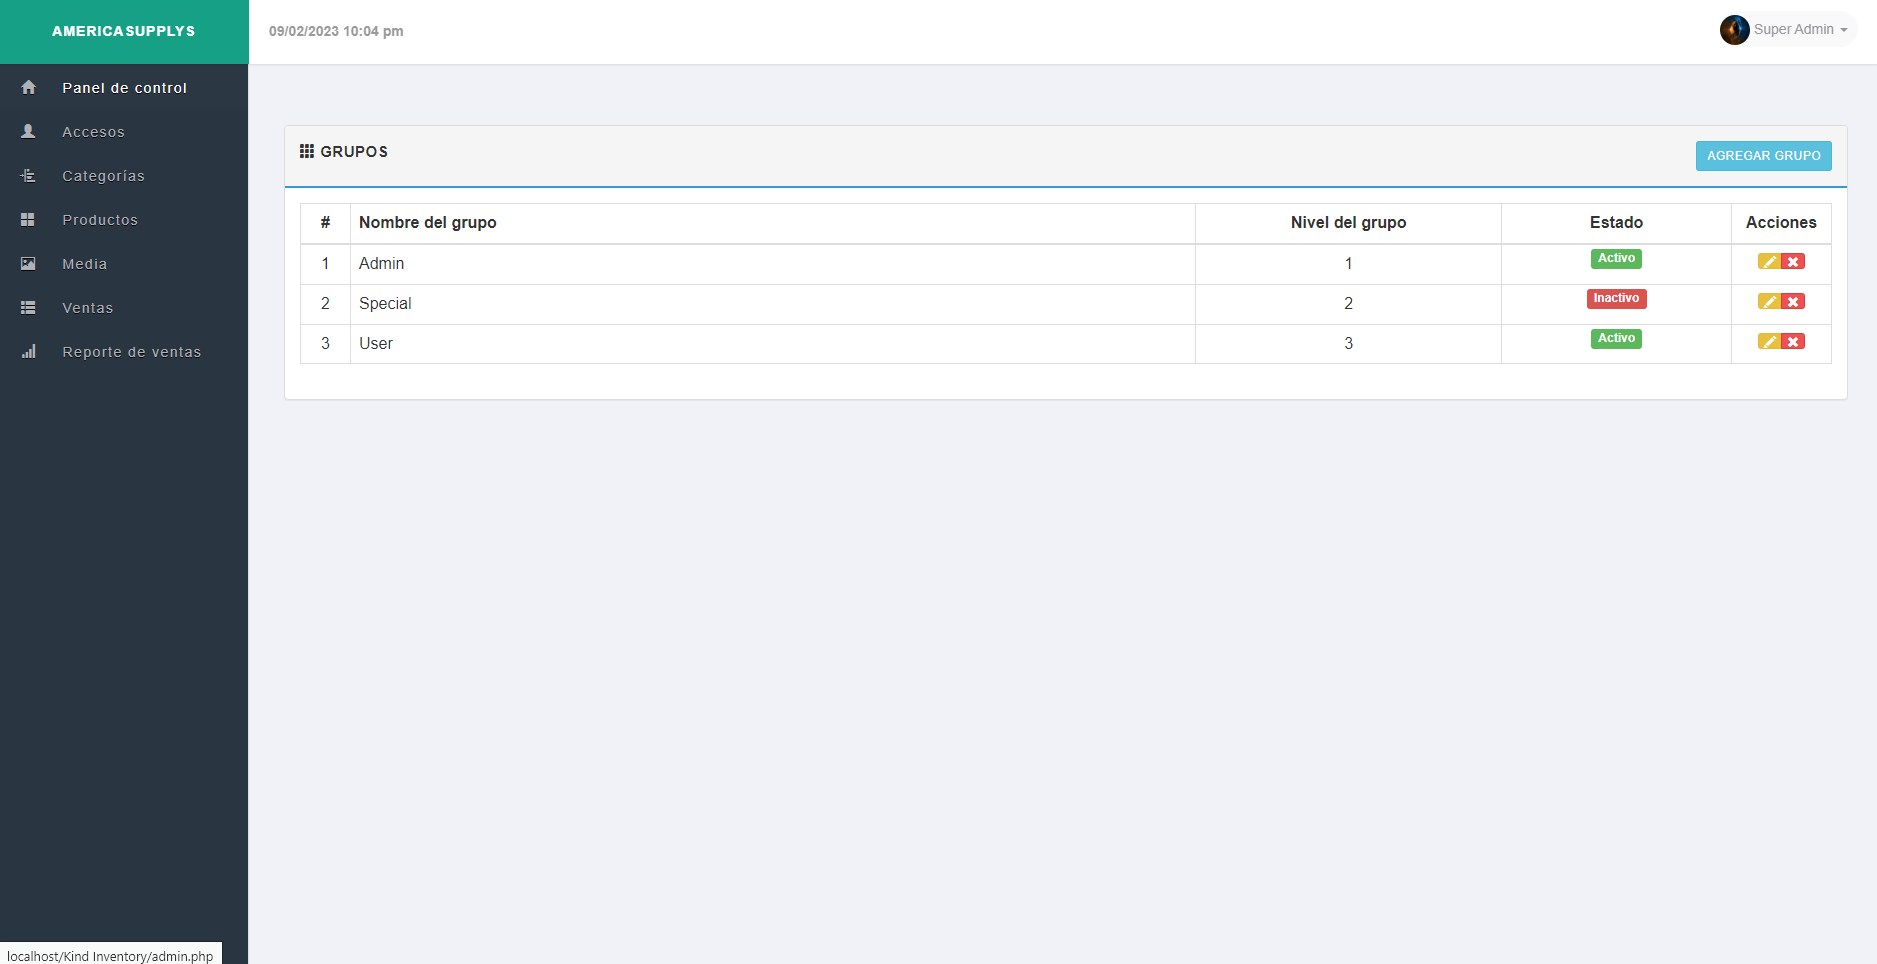 AMERICASUPPLYS
09/02/2023 10:04 pm
Super Admin
Panel de control
Accesos
Categorías
Productos
Media
Ventas
Reporte de ventas
GRUPOS
AGREGAR GRUPO
# Nombre del grupo Nivel del grupo Estado Acciones
1 Admin 1 Activo
2 Special 2 Inactivo
3 User 3 Activo
localhost/Kind Inventory/admin.php